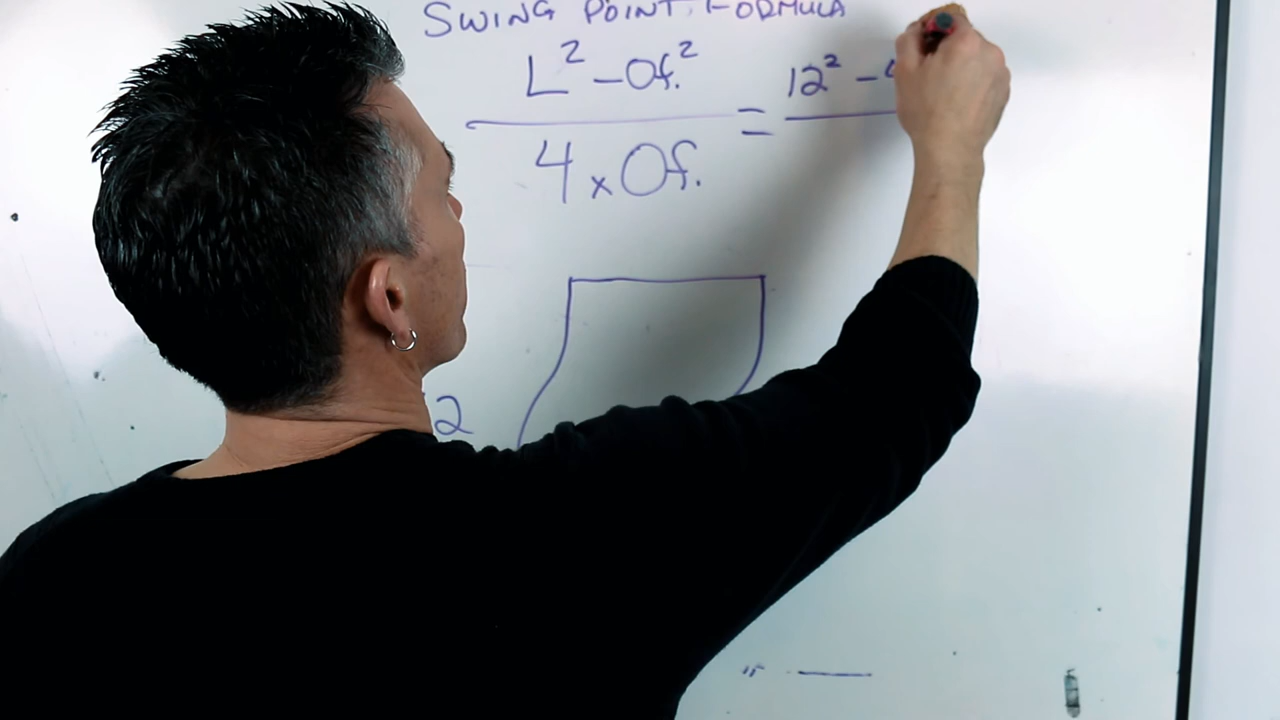 SWING POINT FORMULA
L² - Of.²
4 x Of.
=
12² -
2